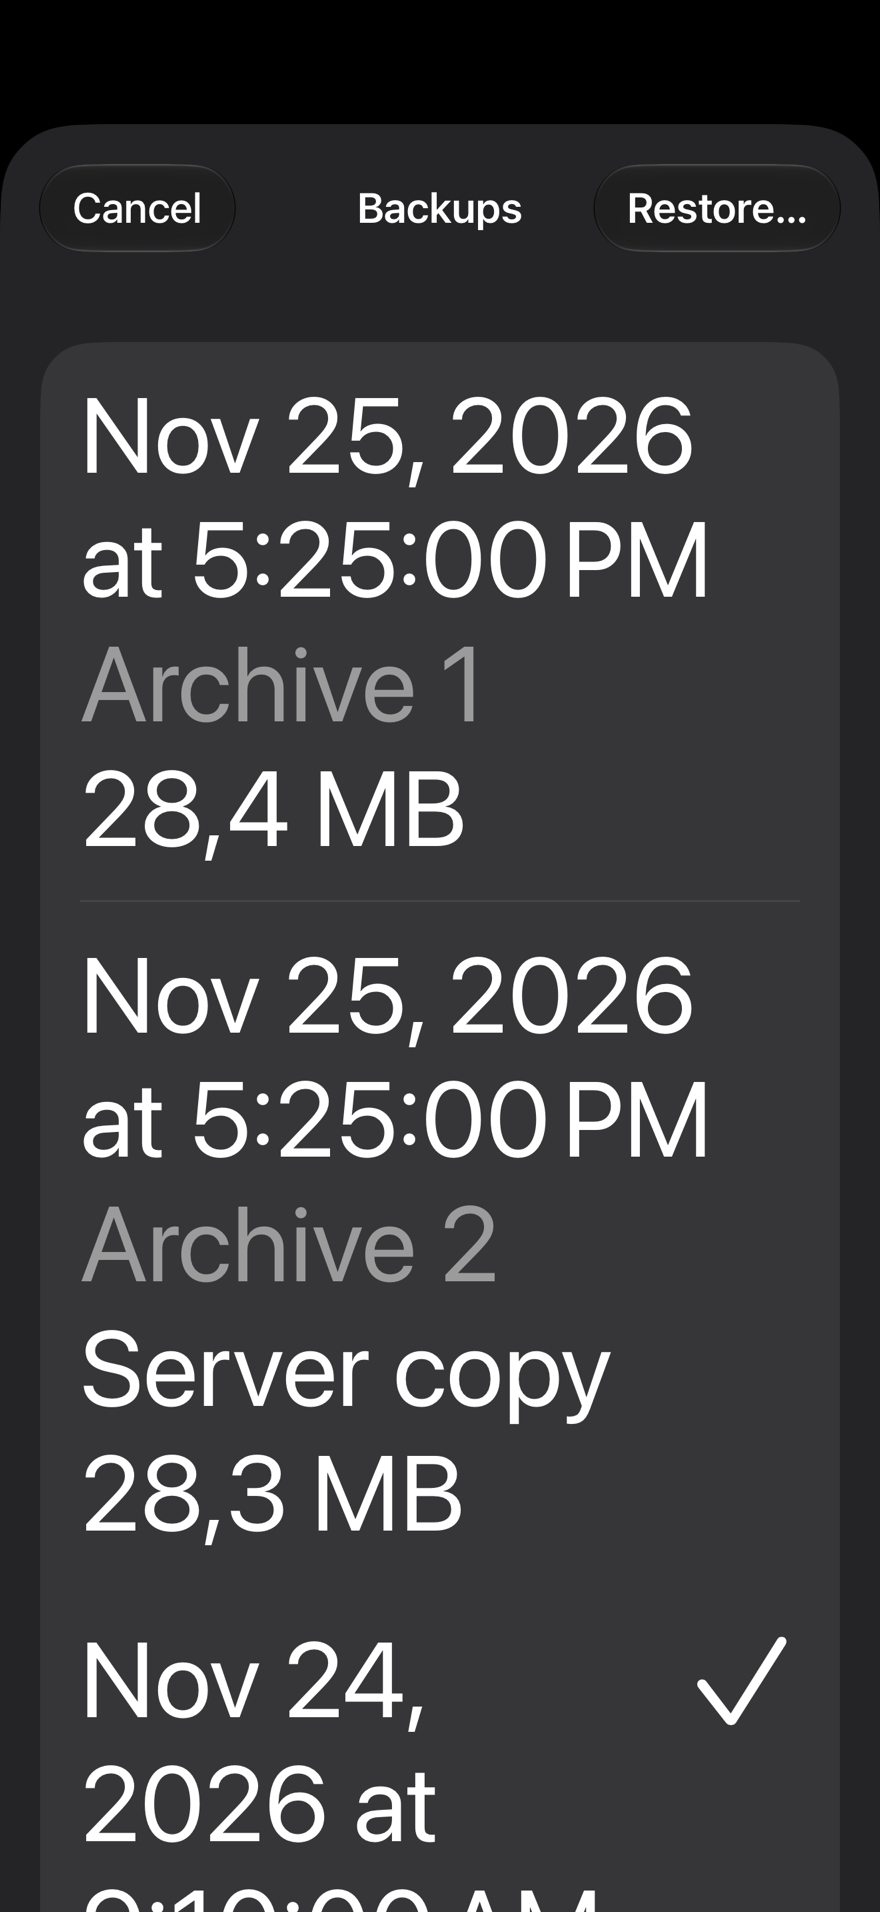 Cancel
Backups
Restore...
Nov 25, 2026
at 5:25:00 PM
Archive 1
28,4 MB
Nov 25, 2026
at 5:25:00 PM
Archive 2
Server copy
28,3 MB
Nov 24,
2026 at
AM